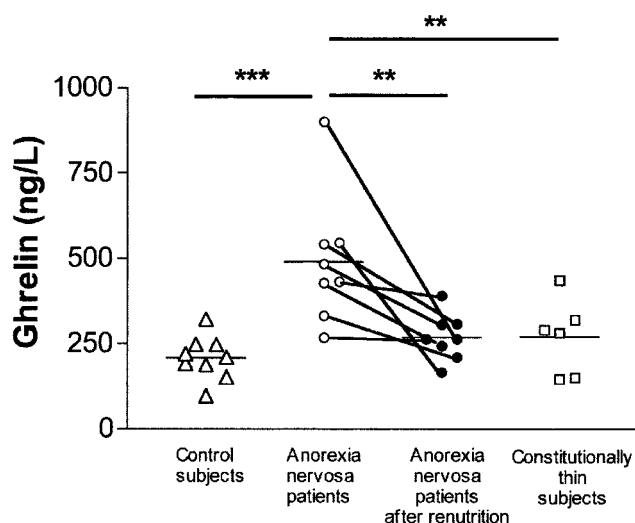 **
***
**
1000
750
500
250
0
Ghrelin (ng/L)
Control
subjects
Anorexia
nervosa
patients
Anorexia
nervosa
patients
after renutrition
Constitutionally
thin
subjects